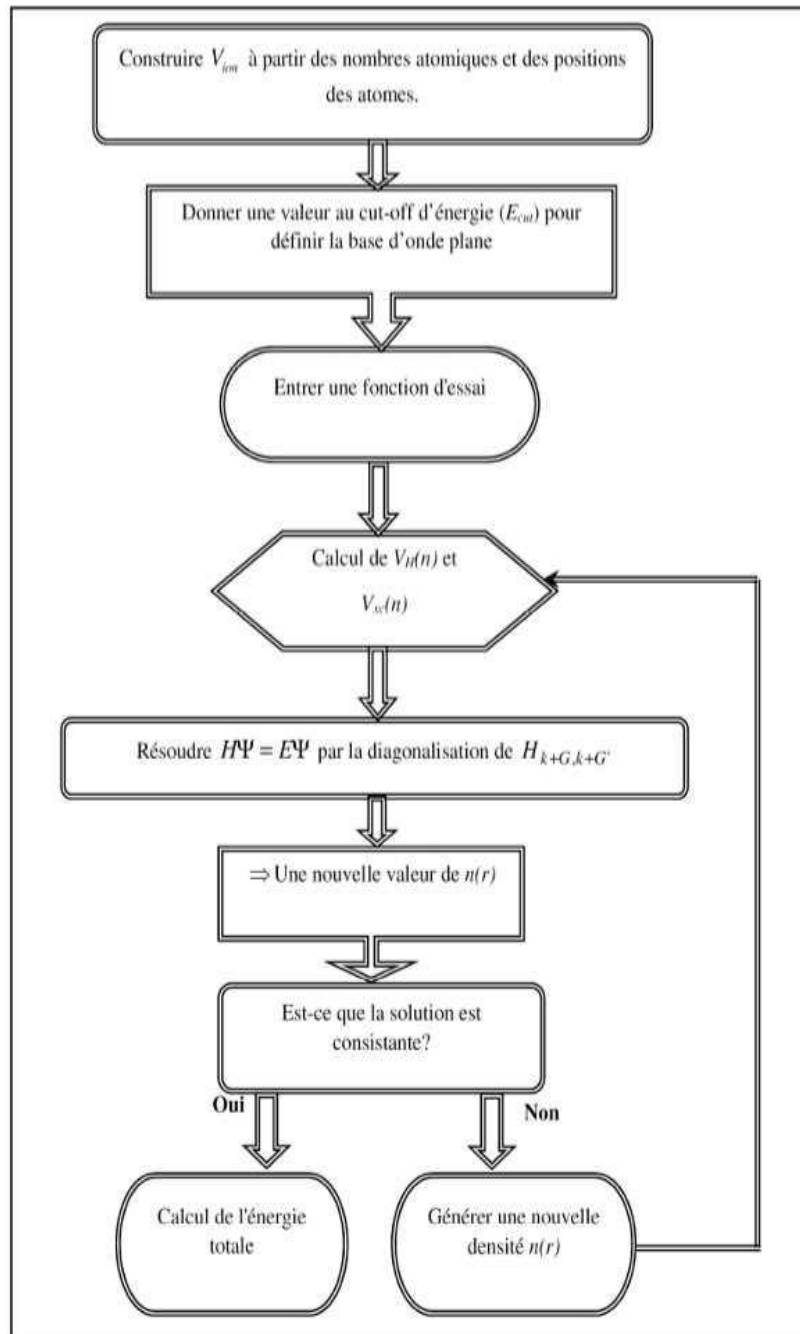 Construire V_ion à partir des nombres atomiques et des positions
des atomes.
Donner une valeur au cut-off d'énergie (E_cut) pour
définir la base d'onde plane
Entrer une fonction d'essai
Calcul de V_H(n) et
V_xc(n)
Résoudre HΨ = EΨ par la diagonalisation de H_k+G,k+G'
⇒ Une nouvelle valeur de n(r)
Est-ce que la solution est
consistante?
Oui
Non
Calcul de l'énergie
totale
Générer une nouvelle
densité n(r)